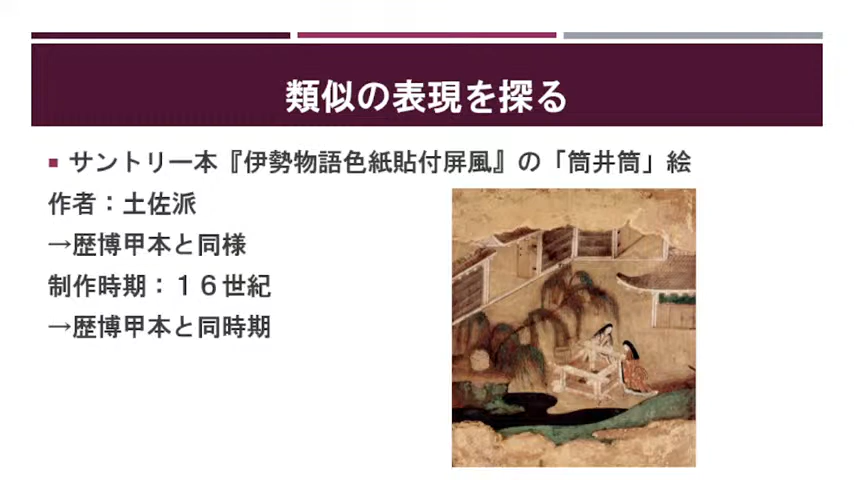 類似の表現を探る
サントリー本『伊勢物語色紙貼付屏風』の「筒井筒」絵
作者：土佐派
→歴博甲本と同様
制作時期：１６世紀
→歴博甲本と同時期